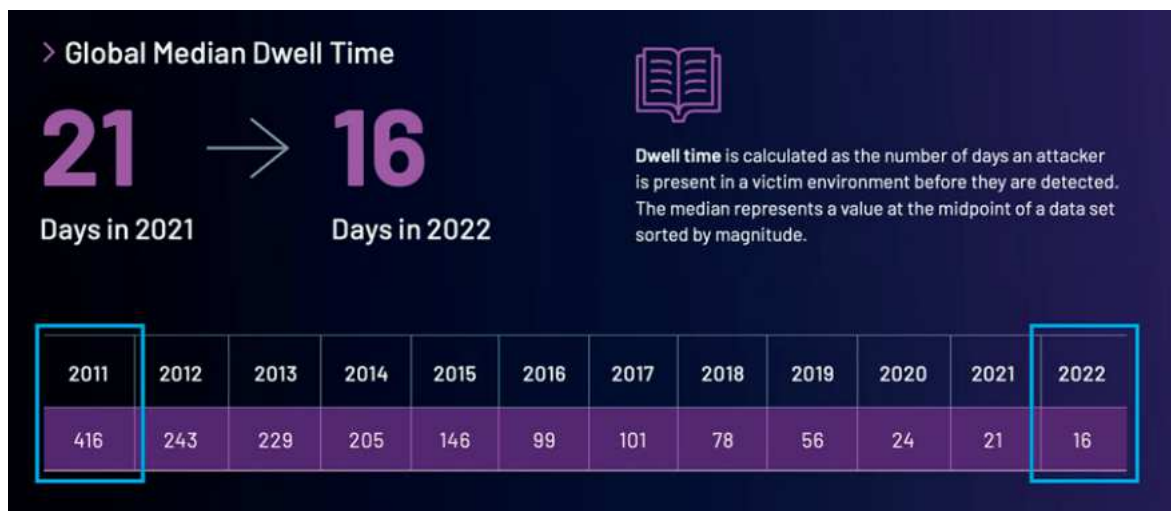 > Global Median Dwell Time
21 → 16
Days in 2021 Days in 2022
Dwell time is calculated as the number of days an attacker
is present in a victim environment before they are detected.
The median represents a value at the midpoint of a data set
sorted by magnitude.
2011 2012 2013 2014 2015 2016 2017 2018 2019 2020 2021 2022
416 243 229 205 146 99 101 78 56 24 21 16